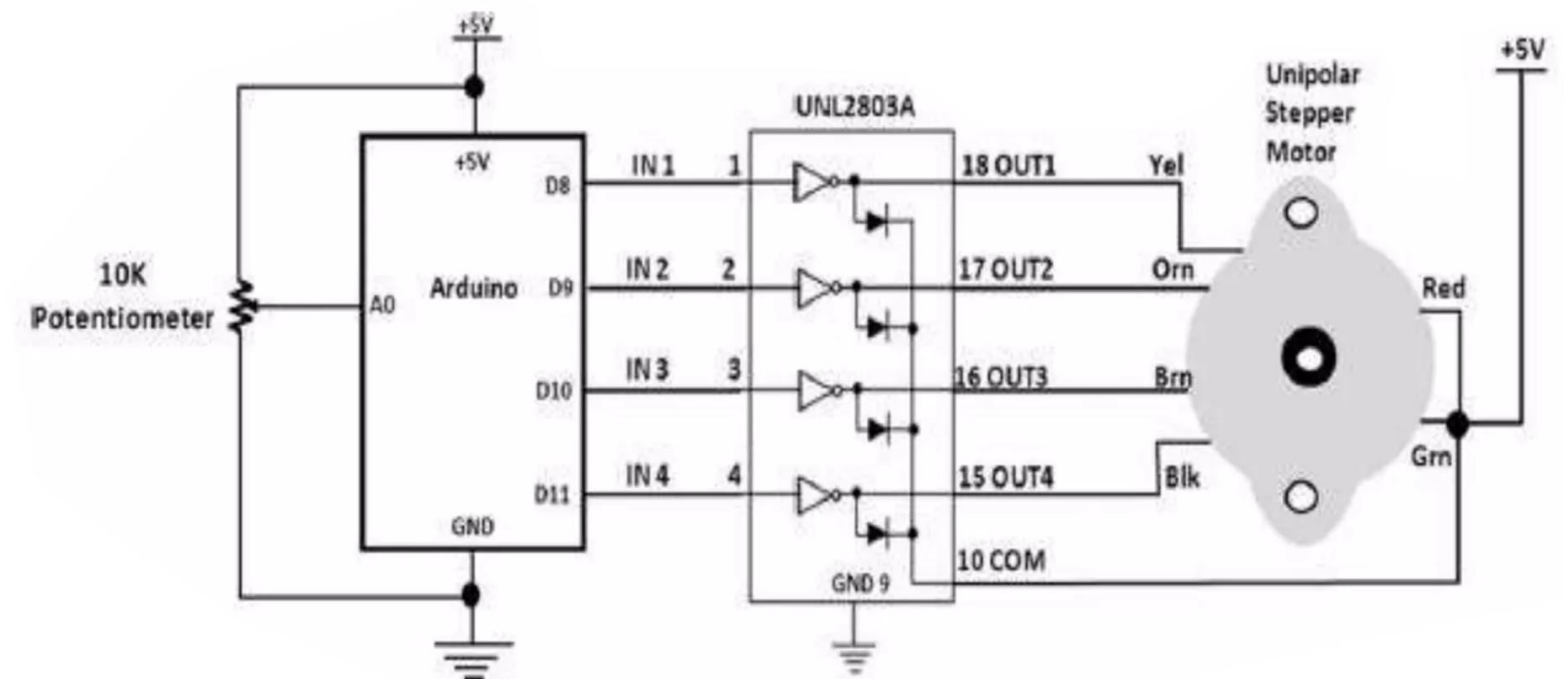 +5V
+5V
Unipolar
Stepper
Motor
UNL2803A
+5V
D8
IN 1 1
18 OUT1
Yel
10K
Potentiometer
A0
Arduino
D9
IN 2 2
17 OUT2
Orn
Red
D10
IN 3 3
16 OUT3
Brn
D11
IN 4 4
15 OUT4
Blk
Grn
GND
10 COM
GND 9